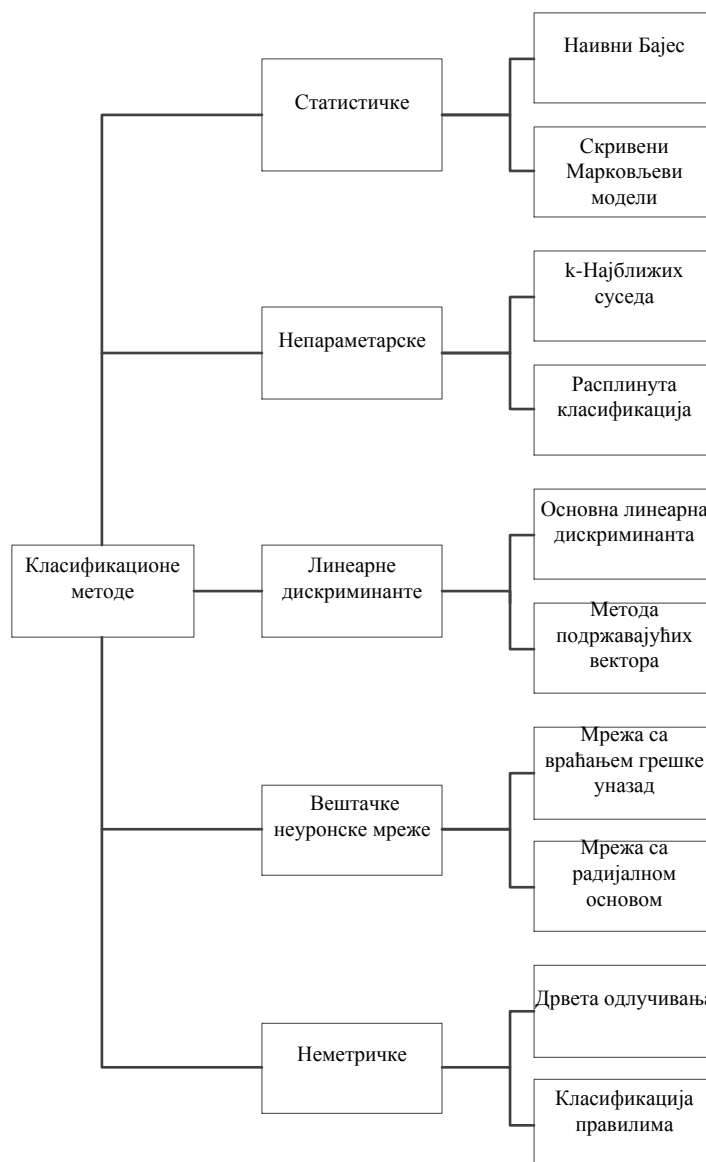 Наивни Бајес
Статистичке
Скривени
Марковљеви
модели
k-Најближих
суседа
Непараметарске
Расплинута
класификација
Основна линеарна
дискриминанта
Класификационе
методе
Линеарне
дискриминанте
Метода
подржавајућих
вектора
Мрежа са
враћањем грешке
уназад
Вештачке
неуронске мреже
Мрежа са
радијалном
основом
Дрвета одлучивања
Неметричке
Класификација
правилима